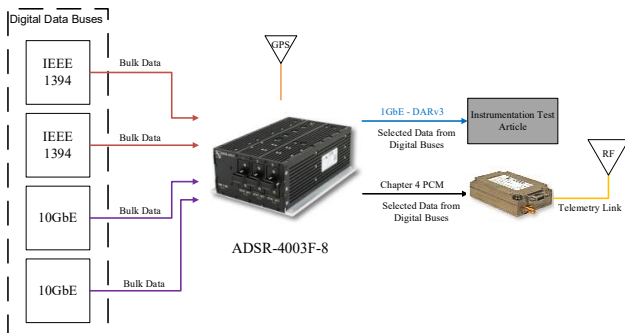 Digital Data Buses
IEEE
1394
Bulk Data
IEEE
1394
Bulk Data
10GbE
Bulk Data
10GbE
Bulk Data
GPS
ADSR-4003F-8
1GbE - DARv3
Selected Data from
Digital Buses
Instrumentation Test
Article
Chapter 4 PCM
Selected Data from
Digital Buses
RF
Telemetry Link